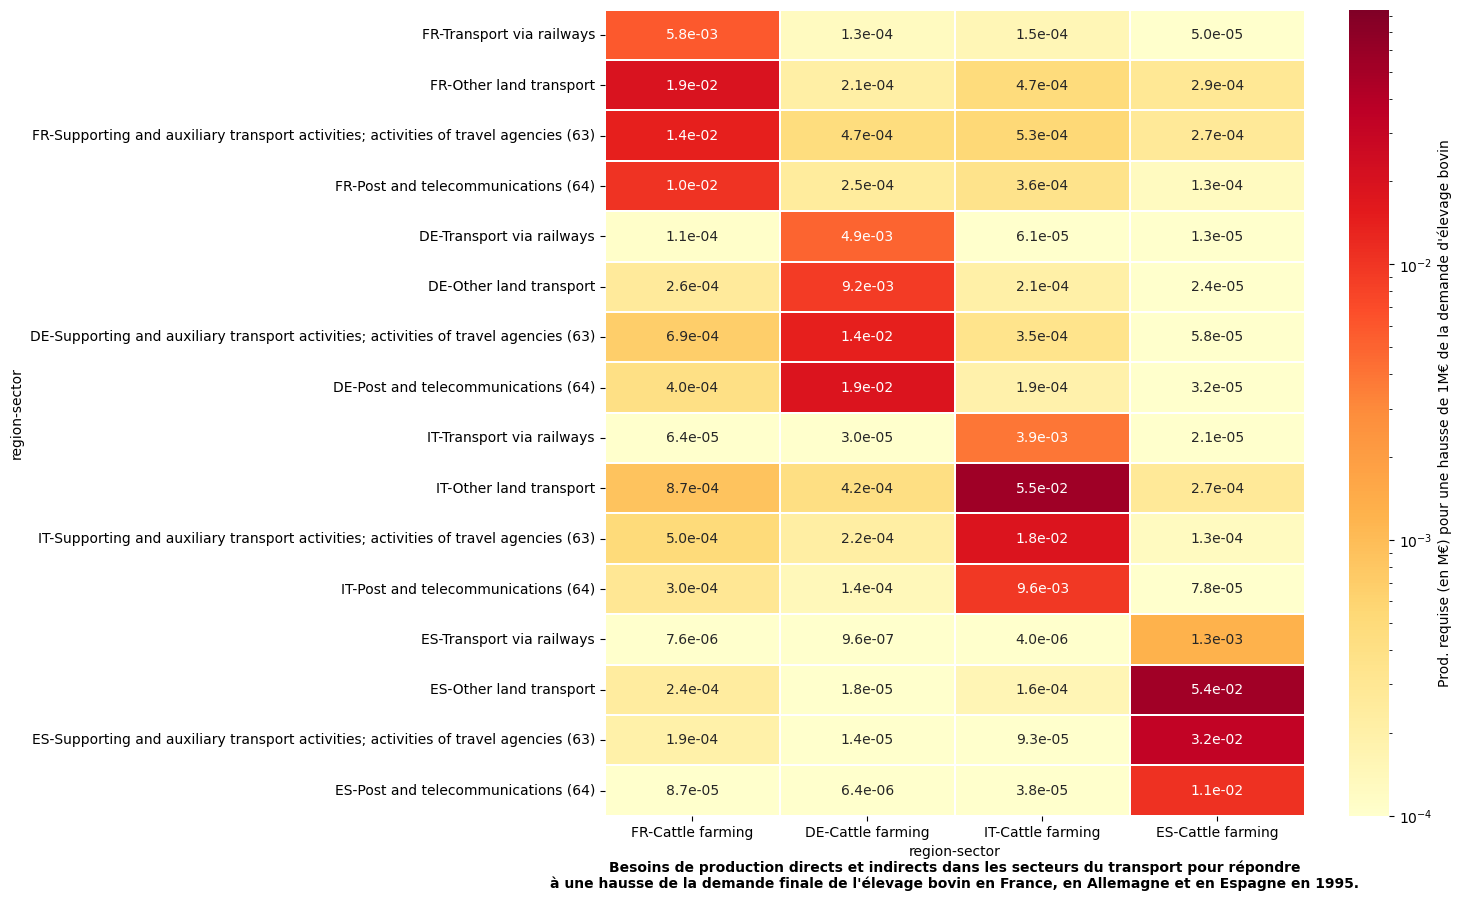 FR-Transport via railways 5.8e-03 1.3e-04 1.5e-04 5.0e-05
FR-Other land transport 1.9e-02 2.1e-04 4.7e-04 2.9e-04
FR-Supporting and auxiliary transport activities; activities of travel agencies (63) 1.4e-02 4.7e-04 5.3e-04 2.7e-04
FR-Post and telecommunications (64) 1.0e-02 2.5e-04 3.6e-04 1.3e-04
DE-Transport via railways 1.1e-04 4.9e-03 6.1e-05 1.3e-05
DE-Other land transport 2.6e-04 9.2e-03 2.1e-04 2.4e-05
DE-Supporting and auxiliary transport activities; activities of travel agencies (63) 6.9e-04 1.4e-02 3.5e-04 5.8e-05
DE-Post and telecommunications (64) 4.0e-04 1.9e-02 1.9e-04 3.2e-05
IT-Transport via railways 6.4e-05 3.0e-05 3.9e-03 2.1e-05
IT-Other land transport 8.7e-04 4.2e-04 5.5e-02 2.7e-04
IT-Supporting and auxiliary transport activities; activities of travel agencies (63) 5.0e-04 2.2e-04 1.8e-02 1.3e-04
IT-Post and telecommunications (64) 3.0e-04 1.4e-04 9.6e-03 7.8e-05
ES-Transport via railways 7.6e-06 9.6e-07 4.0e-06 1.3e-03
ES-Other land transport 2.4e-04 1.8e-05 1.6e-04 5.4e-02
ES-Supporting and auxiliary transport activities; activities of travel agencies (63) 1.9e-04 1.4e-05 9.3e-05 3.2e-02
ES-Post and telecommunications (64) 8.7e-05 6.4e-06 3.8e-05 1.1e-02
region-sector
FR-Cattle farming DE-Cattle farming IT-Cattle farming ES-Cattle farming
region-sector
Besoins de production directs et indirects dans les secteurs du transport pour répondre
à une hausse de la demande finale de l'élevage bovin en France, en Allemagne et en Espagne en 1995.
10⁻²
10⁻³
10⁻⁴
Prod. requise (en M€) pour une hausse de 1M€ de la demande d'élevage bovin